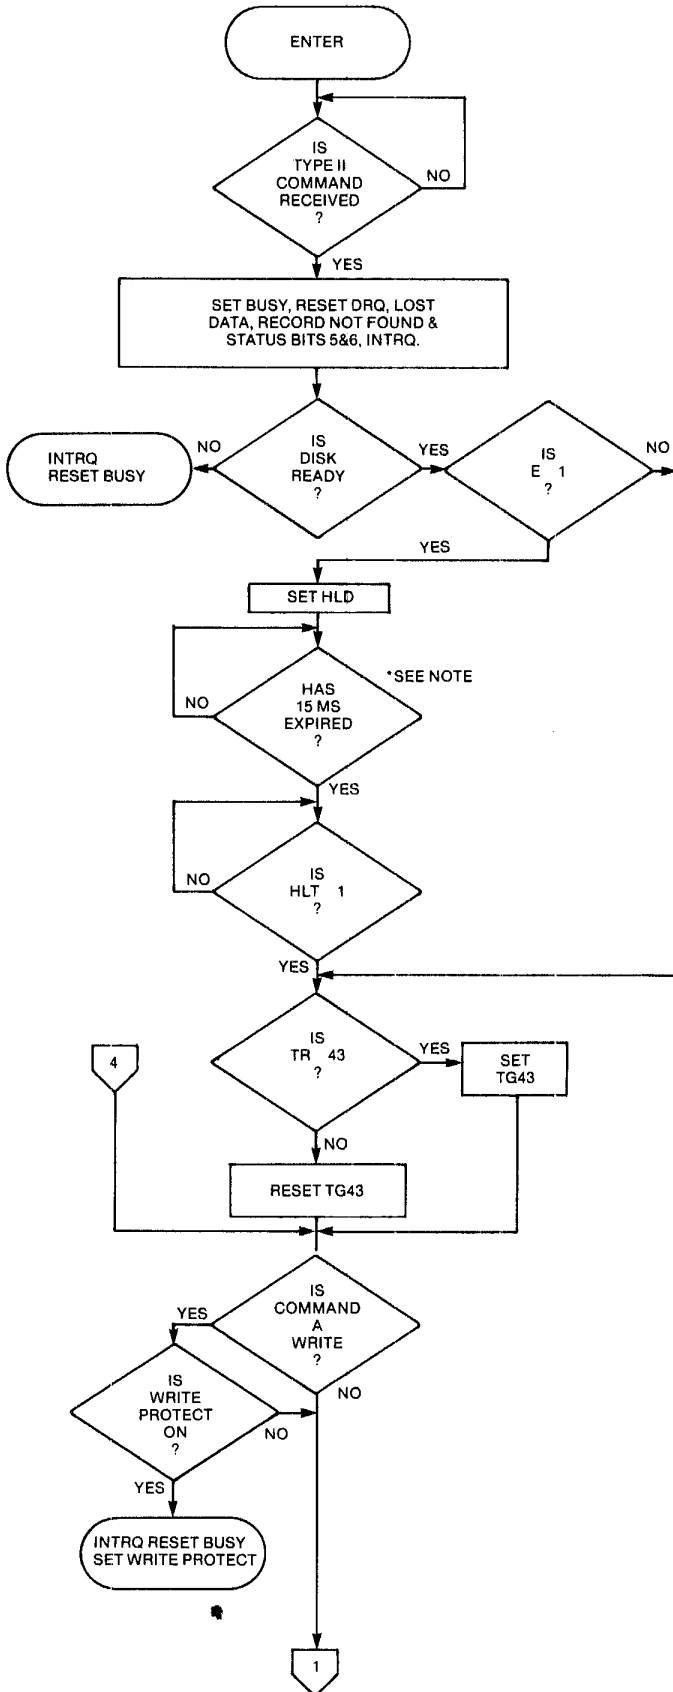 ENTER
IS
TYPE II
COMMAND
RECEIVED
?
NO
YES
SET BUSY, RESET DRQ, LOST
DATA, RECORD NOT FOUND &
STATUS BITS 5&6, INTRQ.
INTRQ
RESET BUSY
NO
IS
DISK
READY
?
YES
IS
E 1
?
NO
YES
SET HLD
HAS
15 MS
EXPIRED
?
*SEE NOTE
NO
YES
IS
HLT 1
?
NO
YES
IS
TR 43
?
YES
SET
TG43
4
NO
RESET TG43
IS
COMMAND
A
WRITE
?
YES
NO
IS
WRITE
PROTECT
ON
?
NO
YES
INTRQ RESET BUSY
SET WRITE PROTECT
1